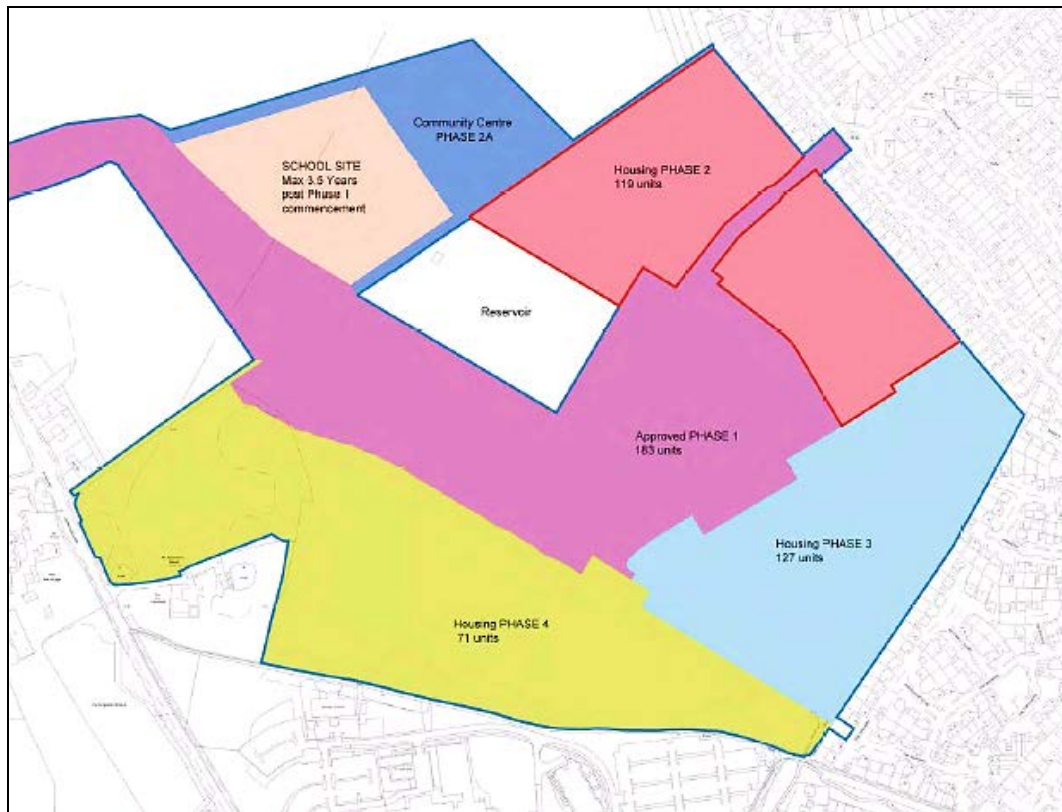 Community Centre
PHASE 2A
Housing PHASE 2
119 units
SCHOOL SITE
Max 3.5 Years
post Phase 1
commencement
Reservoir
Approved PHASE 1
183 units
Housing PHASE 3
127 units
Housing PHASE 4
71 units